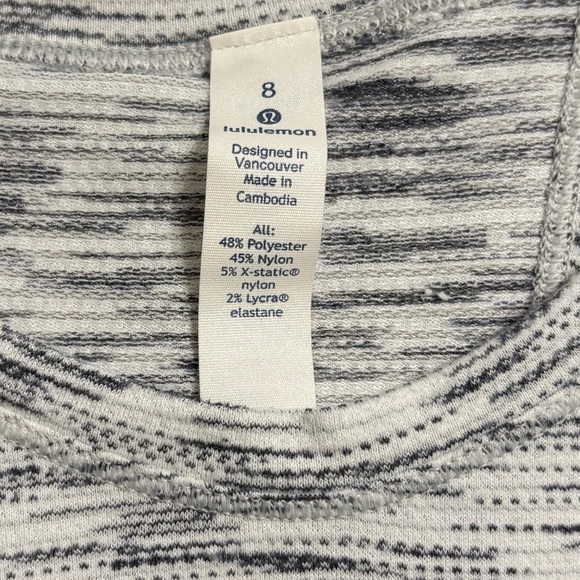 8
lululemon
Designed in
Vancouver
Made in
Cambodia
All:
48% Polyester
45% Nylon
5% X-static®
nylon
2% Lycra®
elastane